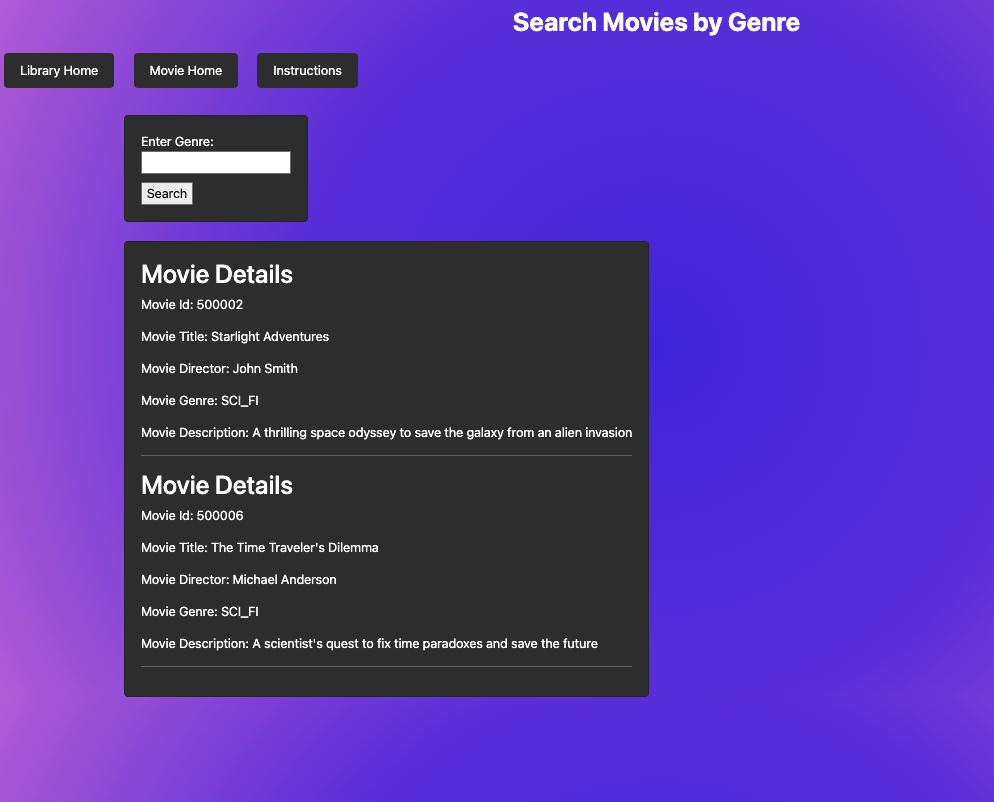 Search Movies by Genre
Library Home
Movie Home
Instructions
Enter Genre:
Search
Movie Details
Movie Id: 500002
Movie Title: Starlight Adventures
Movie Director: John Smith
Movie Genre: SCI_FI
Movie Description: A thrilling space odyssey to save the galaxy from an alien invasion
Movie Details
Movie Id: 500006
Movie Title: The Time Traveler's Dilemma
Movie Director: Michael Anderson
Movie Genre: SCI_FI
Movie Description: A scientist's quest to fix time paradoxes and save the future